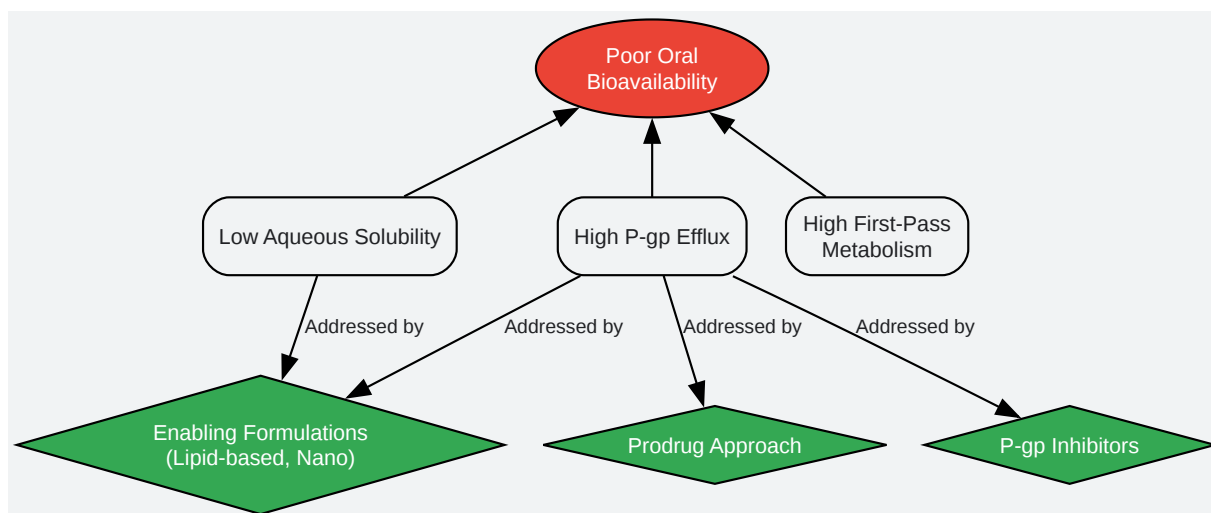 Poor Oral
Bioavailability
Low Aqueous Solubility
High P-gp Efflux
High First-Pass
Metabolism
Addressed by
Addressed by
Addressed by
Addressed by
Enabling Formulations
(Lipid-based, Nano)
Prodrug Approach
P-gp Inhibitors